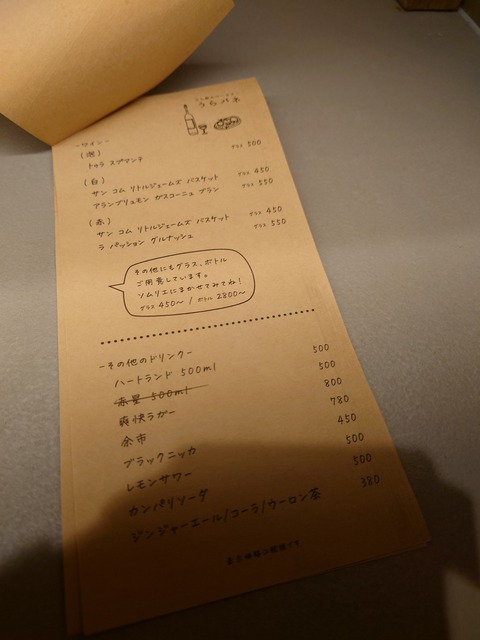 うらバネ
-ワイン-
(泡)
トゥラ スプマンテ グラス 500
(白)
サン コム リトルジェームズ バスケット グラス 450
アランブリュモン ガスコーニュ ブラン グラス 550
(赤)
サン コム リトルジェームズ バスケット グラス 450
ラ パッション グルナッシュ グラス 550
その他にもグラス、ボトル
ご用意しています。
ソムリエにまかせてみてね!
グラス 450〜 / ボトル 2800〜
-その他のドリンク-
ハートランド 500ml 500
赤星 500ml 500
爽快ラガー 800
余市 780
ブラックニッカ 450
レモンサワー 500
カンパリソーダ 500
ジンジャーエール/コーラ/ウーロン茶 380
表示価格は税抜です